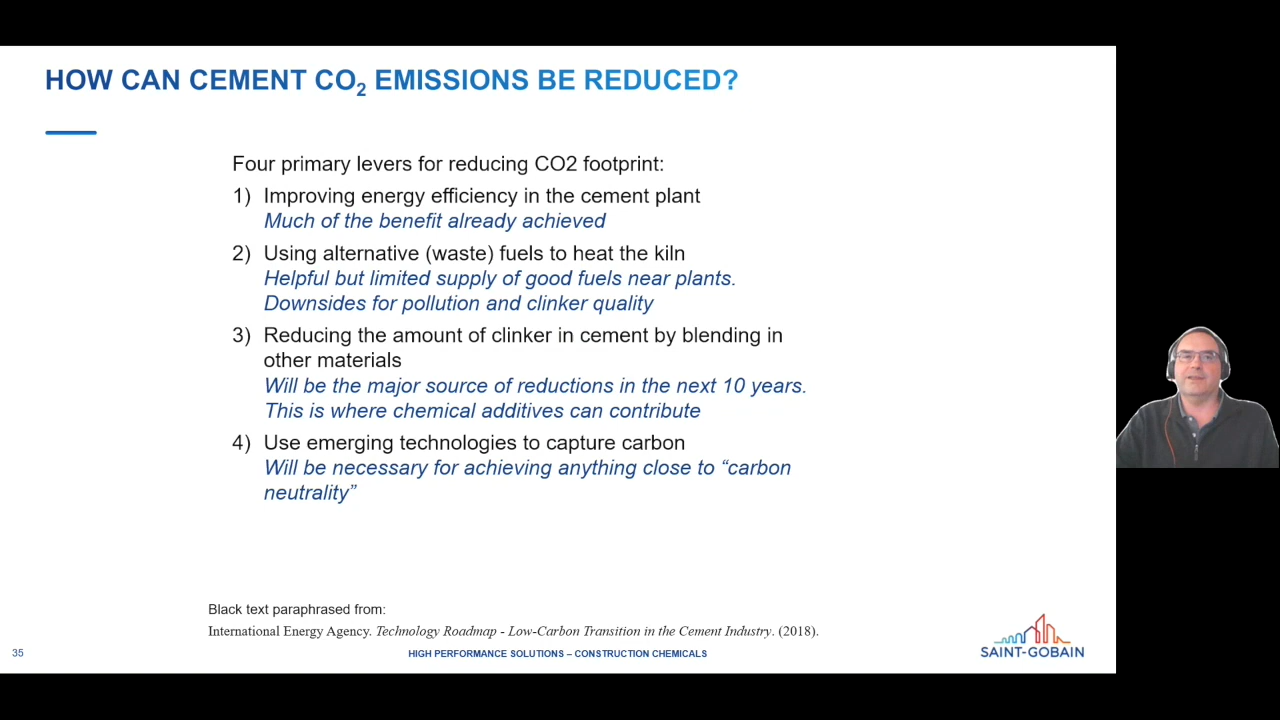 HOW CAN CEMENT CO2 EMISSIONS BE REDUCED?
Four primary levers for reducing CO2 footprint:
1) Improving energy efficiency in the cement plant
Much of the benefit already achieved
2) Using alternative (waste) fuels to heat the kiln
Helpful but limited supply of good fuels near plants.
Downsides for pollution and clinker quality
3) Reducing the amount of clinker in cement by blending in
other materials
Will be the major source of reductions in the next 10 years.
This is where chemical additives can contribute
4) Use emerging technologies to capture carbon
Will be necessary for achieving anything close to “carbon
neutrality”
Black text paraphrased from:
International Energy Agency. Technology Roadmap - Low-Carbon Transition in the Cement Industry. (2018).
35
HIGH PERFORMANCE SOLUTIONS – CONSTRUCTION CHEMICALS
SAINT-GOBAIN